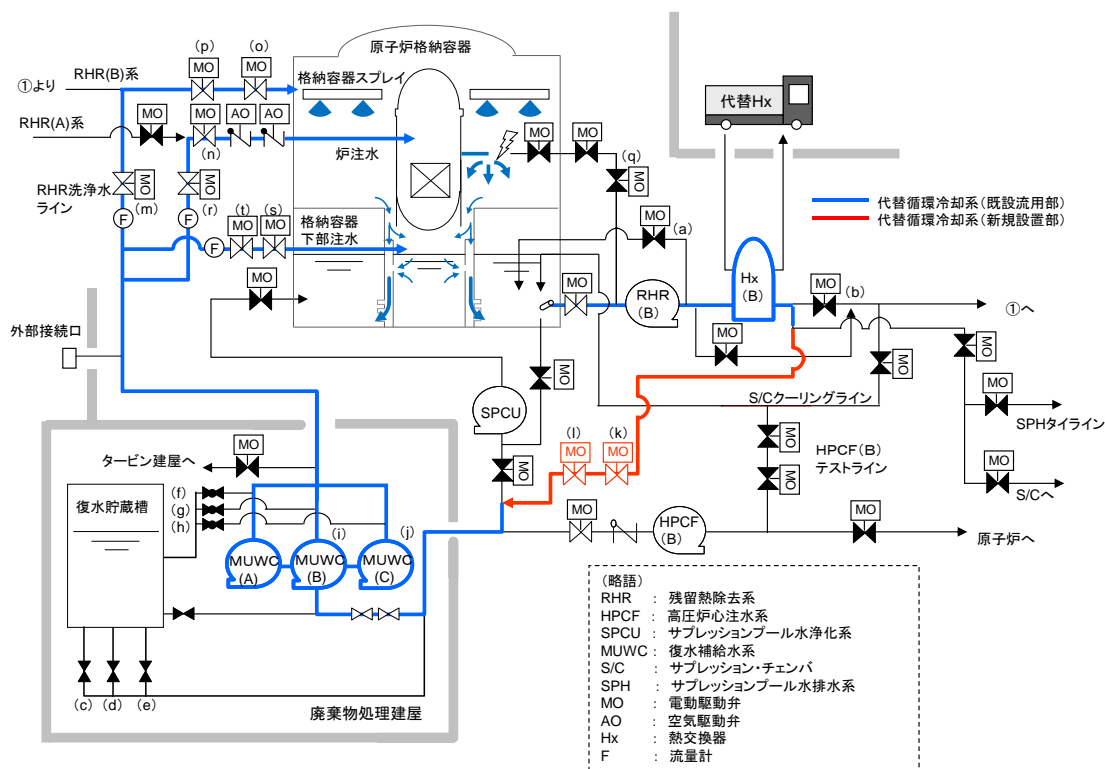 (p)
(o)
MO
MO
RHR(B)系
①より
原子炉格納容器
格納容器スプレイ
代替Hx
RHR(A)系
MO
MO
AO
AO
MO
MO
(n)
炉注水
(q)
MO
RHR洗浄水
ライン
MO
(m)
MO
(r)
F
F
(t)
(s)
MO
MO
F
格納容器
下部注水
代替循環冷却系(既設流用部)
代替循環冷却系(新規設置部)
(a)
MO
MO
MO
RHR
(B)
Hx
(B)
MO
(b)
①へ
外部接続口
MO
MO
MO
MO
S/Cクーリングライン
MO
SPHタイライン
SPCU
MO
(l)
(k)
MO
MO
MO
MO
HPCF(B)
テストライン
MO
S/Cへ
MO
タービン建屋へ
復水貯蔵槽
(f)
(g)
(h)
(i)
(j)
MUWC
(A)
MUWC
(B)
MUWC
(C)
MO
HPCF
(B)
MO
原子炉へ
(c)
(d)
(e)
廃棄物処理建屋
(略語)
RHR : 残留熱除去系
HPCF : 高圧炉心注水系
SPCU : サプレッションプール水浄化系
MUWC : 復水補給水系
S/C : サプレッション・チェンバ
SPH : サプレッションプール水排水系
MO : 電動駆動弁
AO : 空気駆動弁
Hx : 熱交換器
F : 流量計